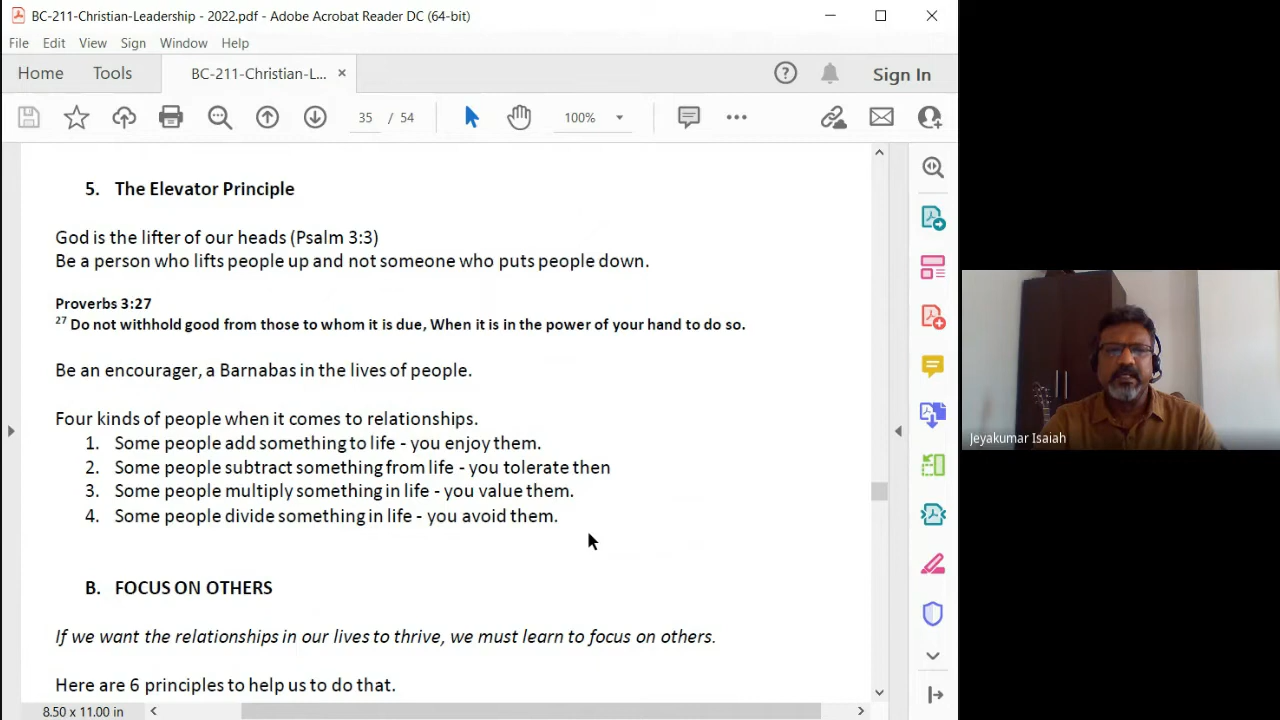 BC-211-Christian-Leadership - 2022.pdf - Adobe Acrobat Reader DC (64-bit)
File Edit View Sign Window Help
Home Tools BC-211-Christian-L... Sign In
35 / 54 100%
5. The Elevator Principle
God is the lifter of our heads (Psalm 3:3)
Be a person who lifts people up and not someone who puts people down.
Proverbs 3:27
27 Do not withhold good from those to whom it is due, When it is in the power of your hand to do so.
Be an encourager, a Barnabas in the lives of people.
Four kinds of people when it comes to relationships.
1. Some people add something to life - you enjoy them.
2. Some people subtract something from life - you tolerate then
3. Some people multiply something in life - you value them.
4. Some people divide something in life - you avoid them.
B. FOCUS ON OTHERS
If we want the relationships in our lives to thrive, we must learn to focus on others.
Here are 6 principles to help us to do that.
8.50 x 11.00 in
Jeyakumar Isaiah